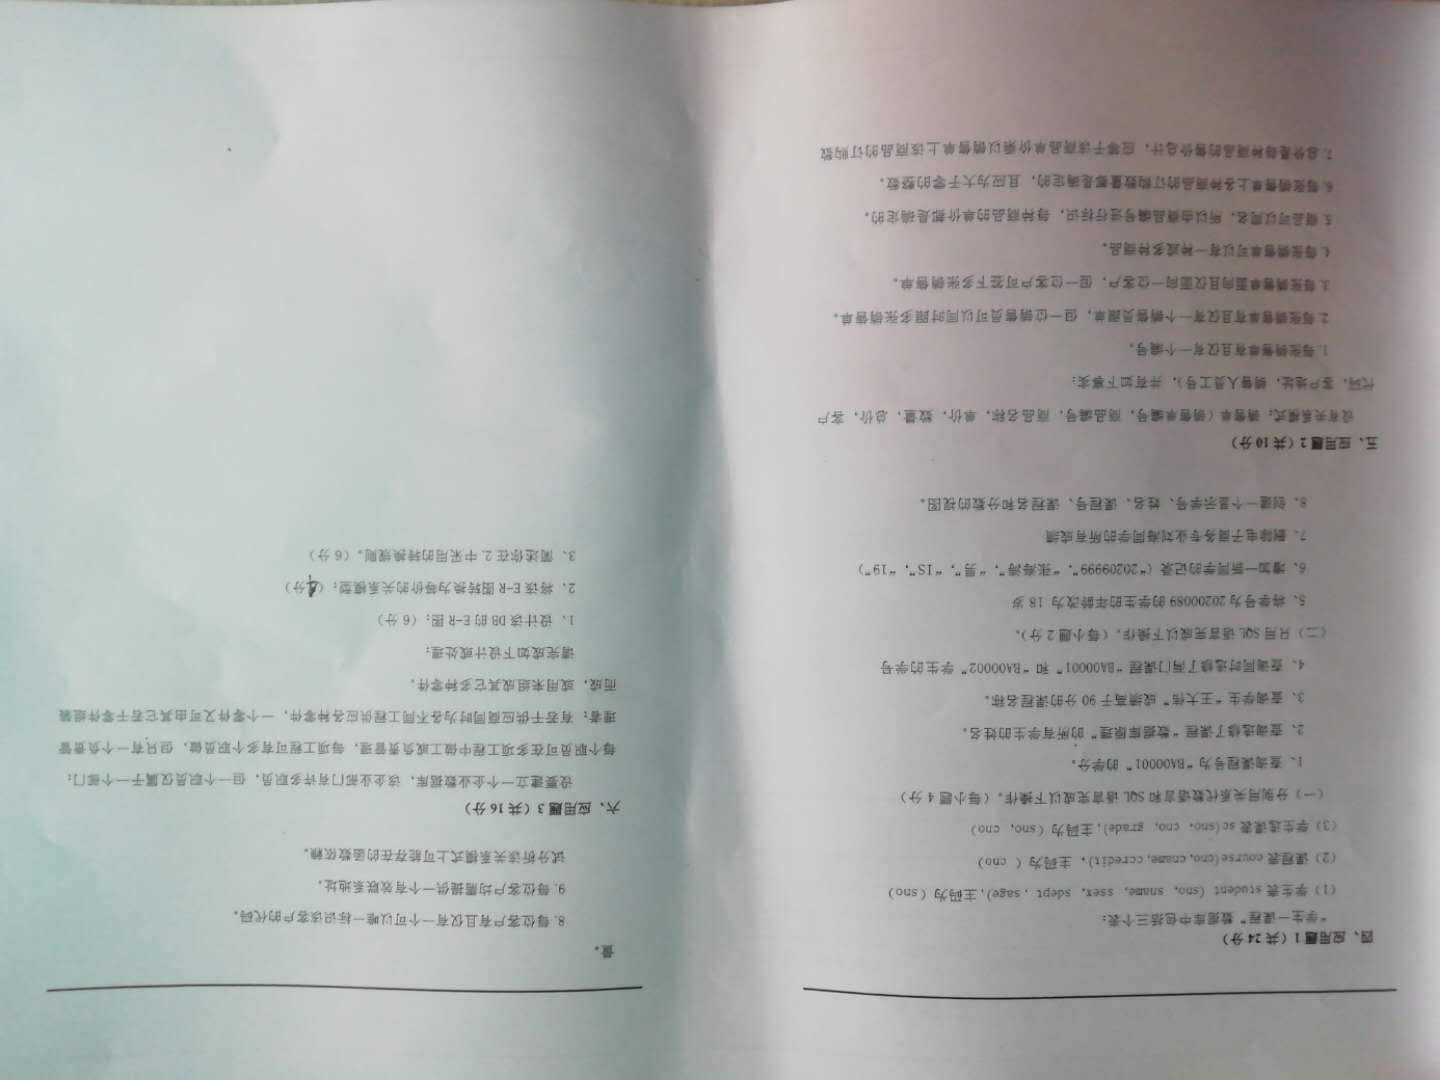 四、应用题1（共24分）
“学生—课程”数据库中包括三个表：
(1) 学生表 student (sno, sname, ssex, sdept , sage),主码为（sno）
(2) 课程表 course(cno,cname,ccredit)，主码为（ cno）
(3) 学生选课表 sc(sno, cno, grade),主码为（sno, cno）
（一）分别用关系代数语言和 SQL 语言完成以下操作。（每小题 4 分）
1、查询课程号为“BA00001”的学分。
2、查询选修了课程“数据库原理”的所有学生的姓名。
3、查询学生“王大伟”成绩高于 90 分的课程名称。
4、查询同时选修了两门课程“BA00001”和“BA00002”学生的学号
（二）只用 SQL 语言完成以下操作。（每小题 2 分）。
5、将学号为 20200089 的学生的年龄改为 18 岁
6、增加一新同学的记录（“20209999”，“张海涛”，“男”，“IS”，“19”）
7、删除电子商务专业刘涛同学的所有成绩
8、创建一个显示学号、姓名、课程号、课程名和分数的视图。
五、应用题2（共10分）
设有关系模式：销售单（销售单编号，商品编号，商品名称，单价，数量，总价，客户
代码，客户地址，销售人员工号），并有如下事实：
1.每张销售单有且仅有一个编号。
2.每张销售单有且仅有一个销售员跟单，但一位销售员可以同时跟多张销售单。
3.每张销售单面向且仅面向一位客户，但一位客户可签下多张销售单。
4.每张销售单可以有一种或多种商品。
5.商品可以同名，所以由商品编号进行标识，每种商品的单价都是确定的。
6.每张销售单上各种商品的订购数量都是确定的，且应为大于零的整数。
7.总价是每种商品的售价总计，应等于该商品单价乘以销售单上该商品的订购数
量。
8.每位客户有且仅有一个可以唯一标识该客户的代码。
9.每位客户均需提供一个有效联系地址。
试分析该关系模式上可能存在的函数依赖。
六、应用题3（共16分）
设要建立一个企业数据库，该企业部门有许多职员，但一个职员仅属于一个部门；
每个职员可在多项工程中做工或负责管理，每项工程可有多个职员做，但只有一个负责管
理者；有若干供应商同时为各不同工程供应各种零件，一个零件又可由其它若干零件组装
而成，或用来组成其它多种零件。
请完成如下设计或处理：
1、设计该 DB 的 E-R 图；（6 分）
2、将该 E-R 图转换为等价的关系模型；（4分）
3、阐述你在 2 中采用的转换规则。（6 分）